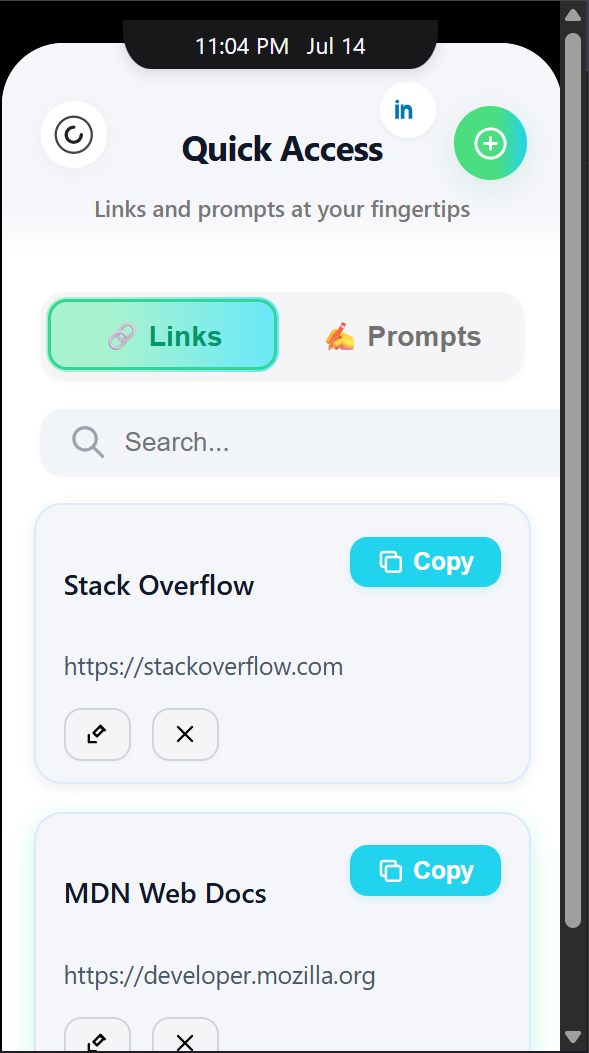 11:04 PM Jul 14
in
Quick Access
Links and prompts at your fingertips
🔗 Links
✍️ Prompts
Search...
Copy
Stack Overflow
https://stackoverflow.com
Copy
MDN Web Docs
https://developer.mozilla.org